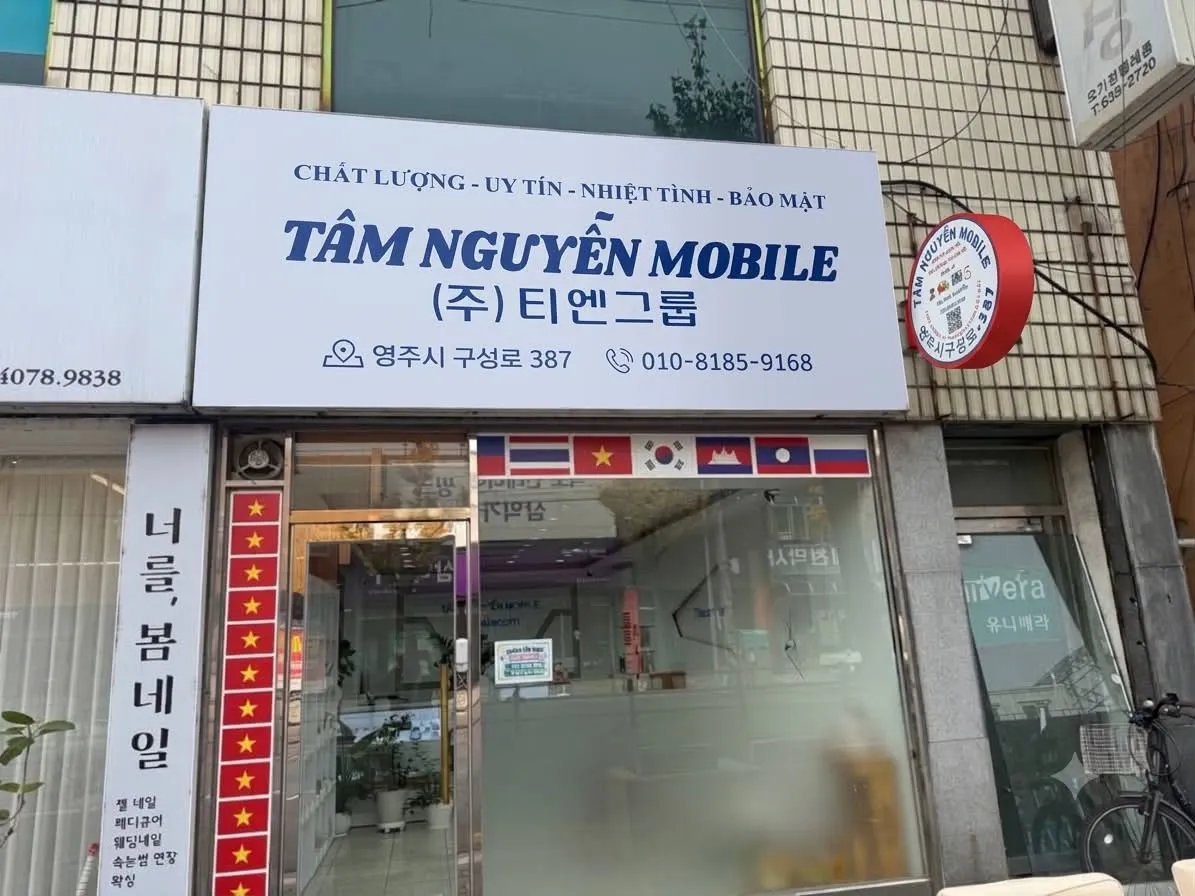 CHẤT LƯỢNG - UY TÍN - NHIỆT TÌNH - BẢO MẬT
TÂM NGUYỄN MOBILE
(주) 티엔그룹
영주시 구성로 387
010-8185-9168
TÂM NGUYỄN MOBILE
영주시구성로-387
4078.9838
T:639-2720
너를, 봄 네일
젤 네일
페디큐어
웨딩네일
속눈썹 연장
왁싱
유니베라